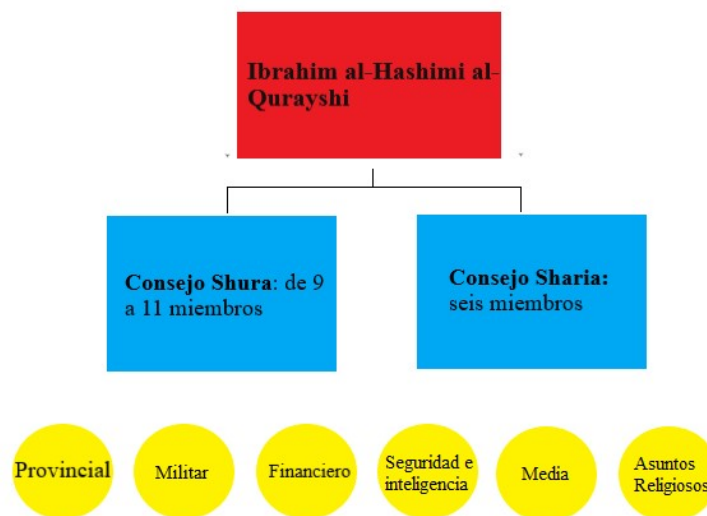 Ibrahim al-Hashimi al-
Qurayshi
Consejo Shura: de 9
a 11 miembros
Consejo Sharia:
seis miembros
Provincial
Militar
Financiero
Seguridad e
inteligencia
Media
Asuntos
Religiosos